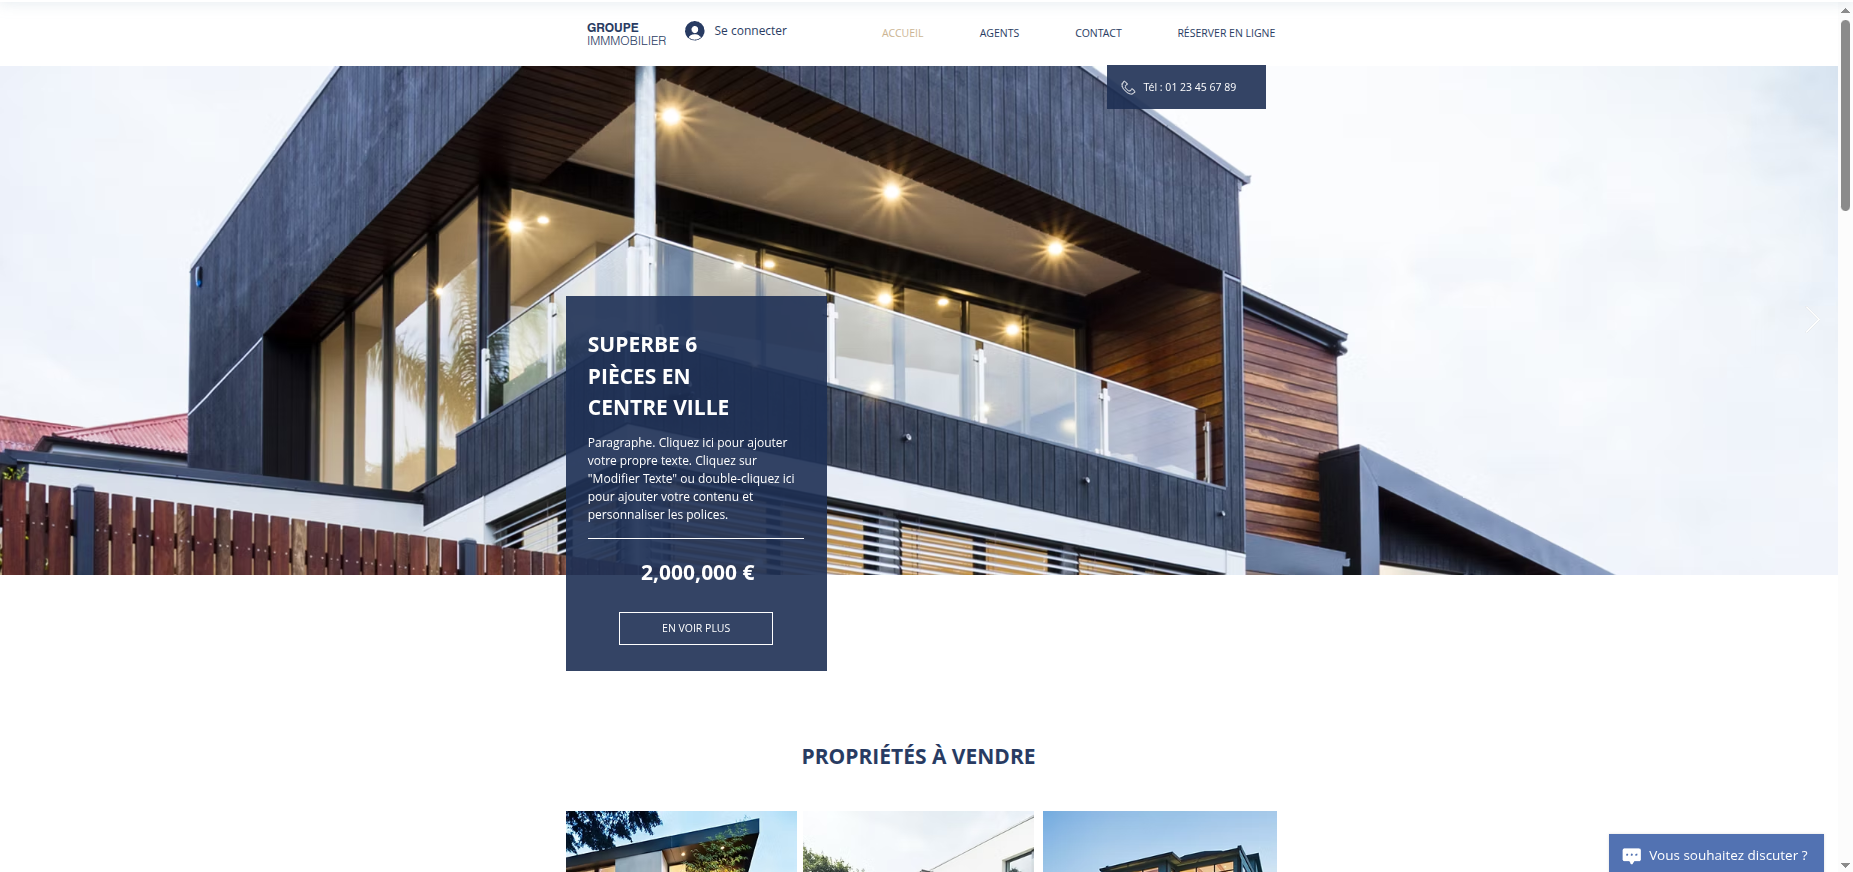 GROUPE
IMMMOBILIER
Se connecter
ACCUEIL
AGENTS
CONTACT
RÉSERVER EN LIGNE
Tél : 01 23 45 67 89
SUPERBE 6
PIÈCES EN
CENTRE VILLE
Paragraphe. Cliquez ici pour ajouter
votre propre texte. Cliquez sur
"Modifier Texte" ou double-cliquez ici
pour ajouter votre contenu et
personnaliser les polices.
2,000,000 €
EN VOIR PLUS
PROPRIÉTÉS À VENDRE
Vous souhaitez discuter ?